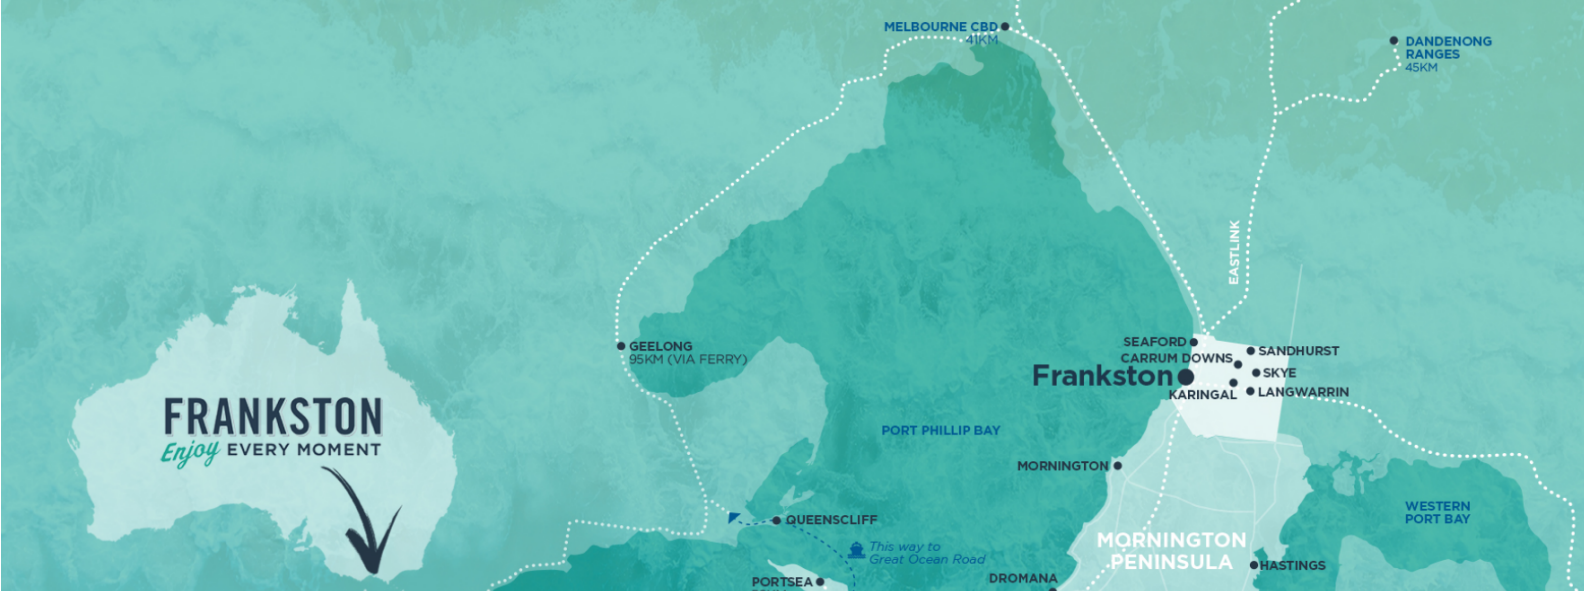 MELBOURNE CBD
41KM
DANDENONG
RANGES
45KM
EASTLINK
GEELONG
95KM (VIA FERRY)
SEAFORD
CARRUM DOWNS
Frankston
KARINGAL
SANDHURST
SKYE
LANGWARRIN
FRANKSTON
Enjoy EVERY MOMENT
PORT PHILLIP BAY
MORNINGTON
WESTERN
PORT BAY
QUEENSCLIFF
This way to
Great Ocean Road
MORNINGTON
PENINSULA
HASTINGS
PORTSEA
DROMANA